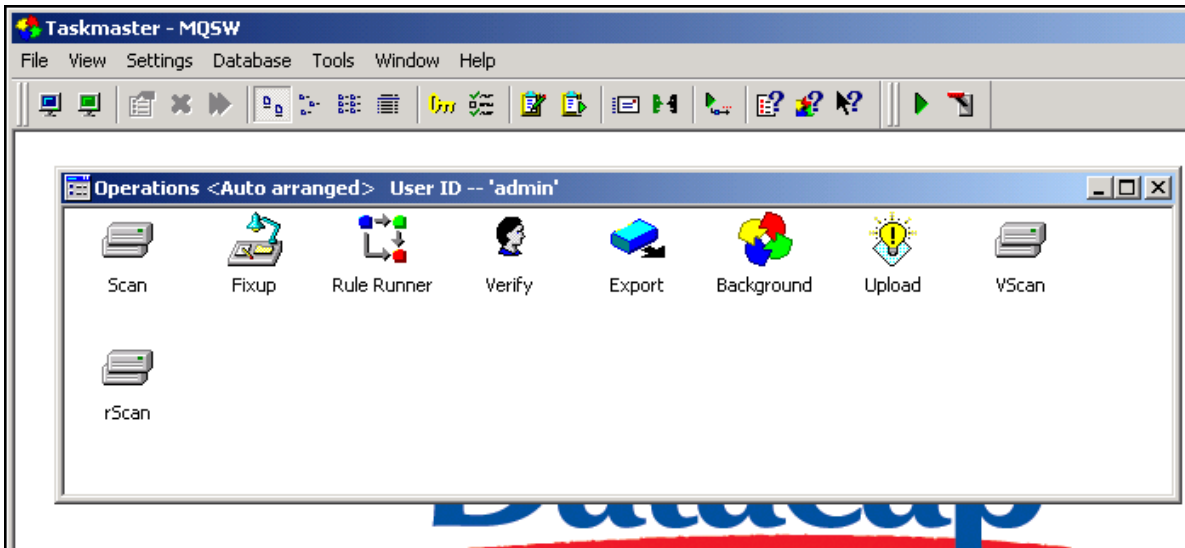 Taskmaster - MQSW
File View Settings Database Tools Window Help
Operations <Auto arranged> User ID -- 'admin'
Scan Fixup Rule Runner Verify Export Background Upload VScan
rScan
Datacap